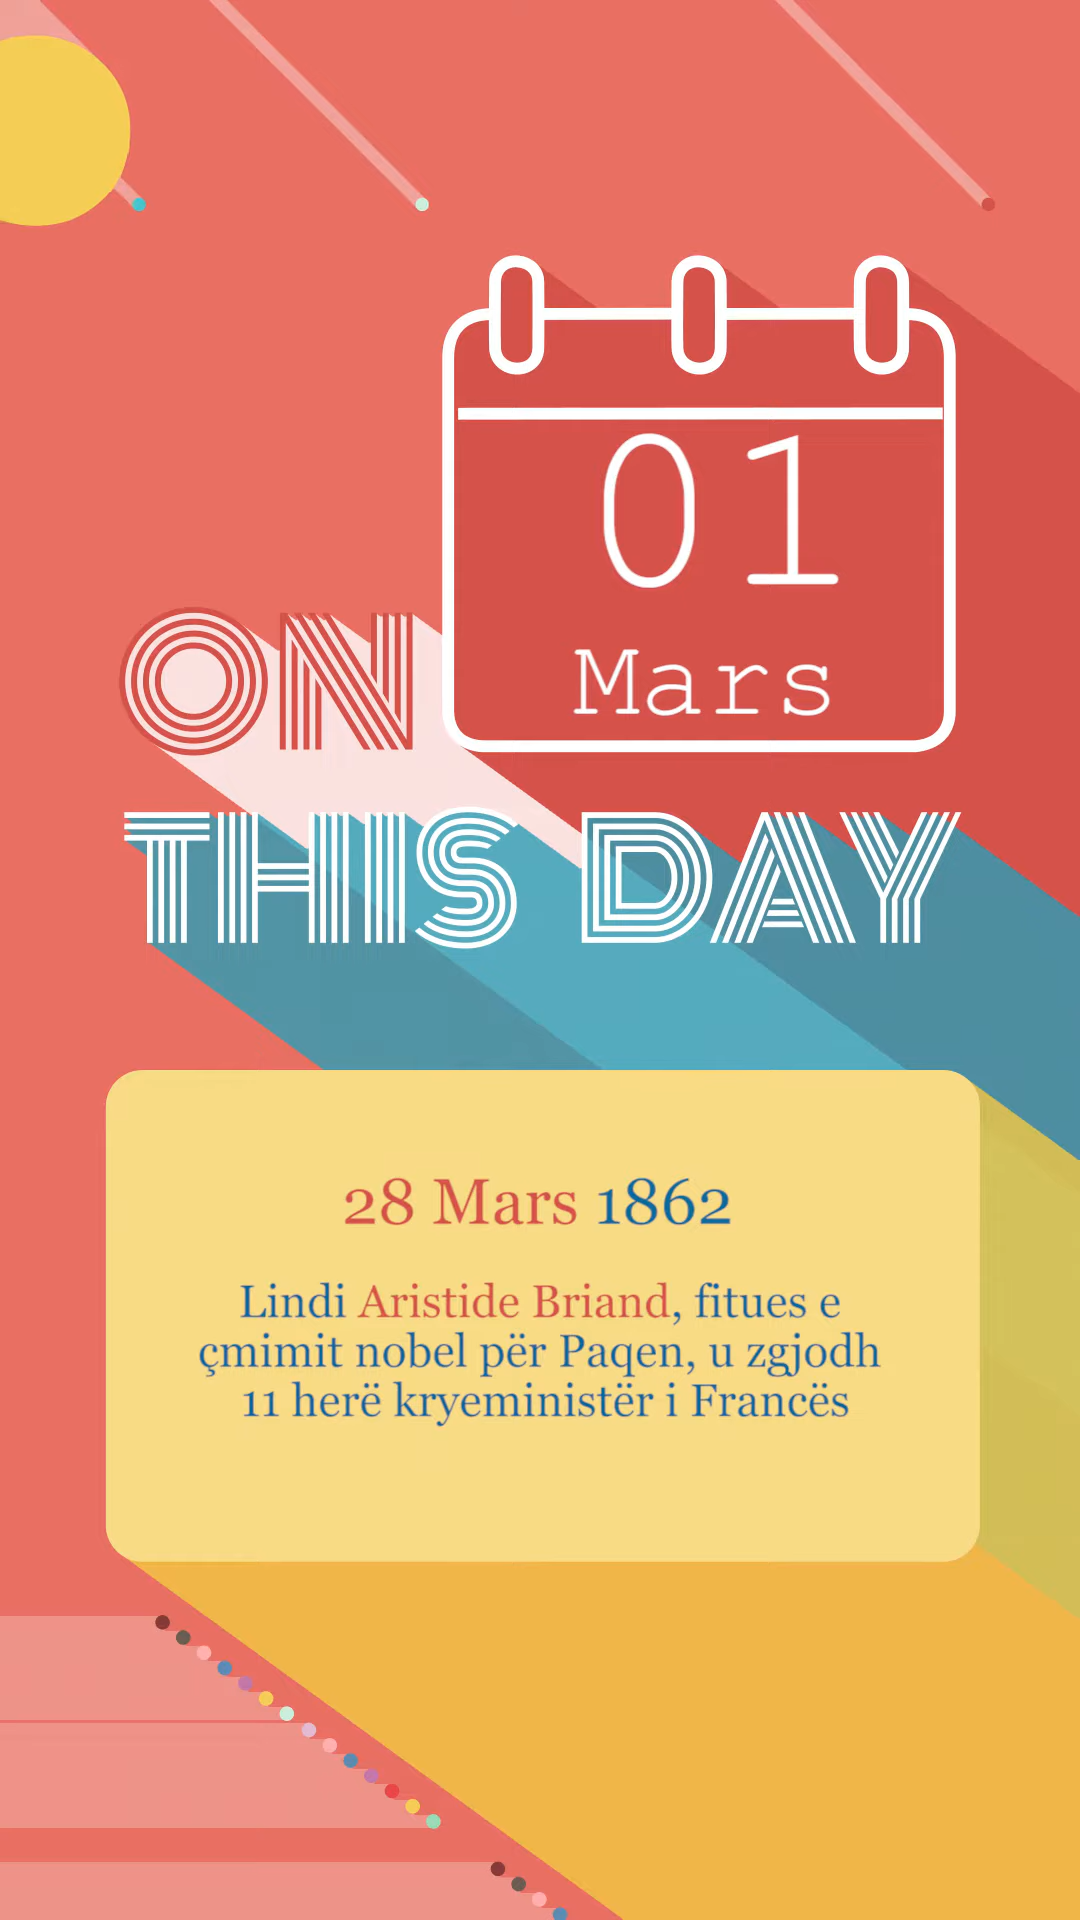 01
Mars
ON
THIS DAY
28 Mars 1862
Lindi Aristide Briand, fitues e
çmimit nobel për Paqen, u zgjodh
11 herë kryeministër i Francës